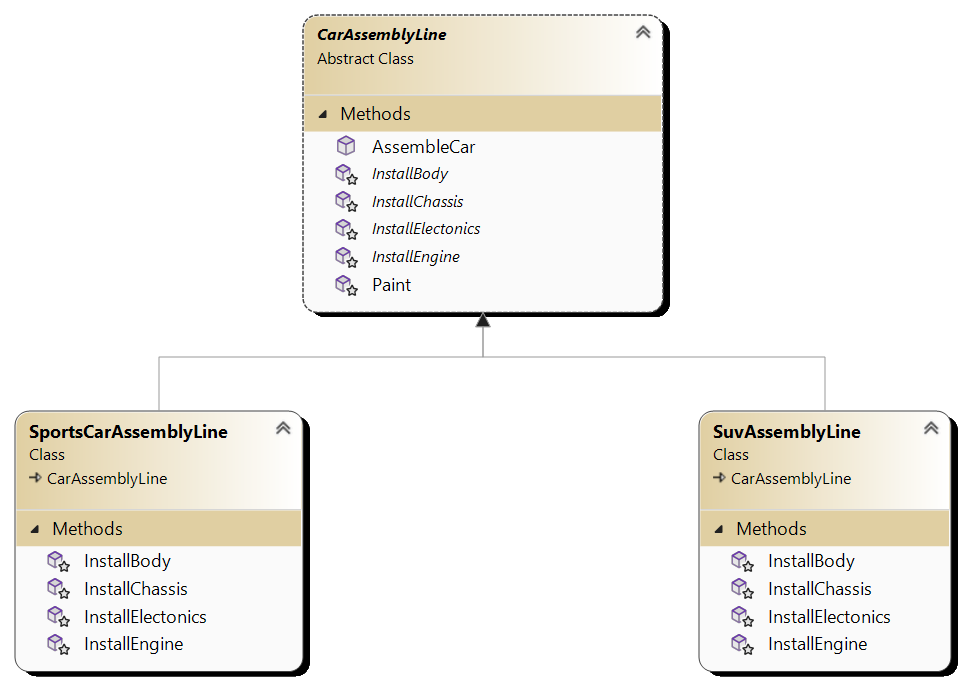 CarAssemblyLine
Abstract Class
Methods
AssembleCar
InstallBody
InstallChassis
InstallElectonics
InstallEngine
Paint
SportsCarAssemblyLine
Class
CarAssemblyLine
Methods
InstallBody
InstallChassis
InstallElectonics
InstallEngine
SuvAssemblyLine
Class
CarAssemblyLine
Methods
InstallBody
InstallChassis
InstallElectonics
InstallEngine